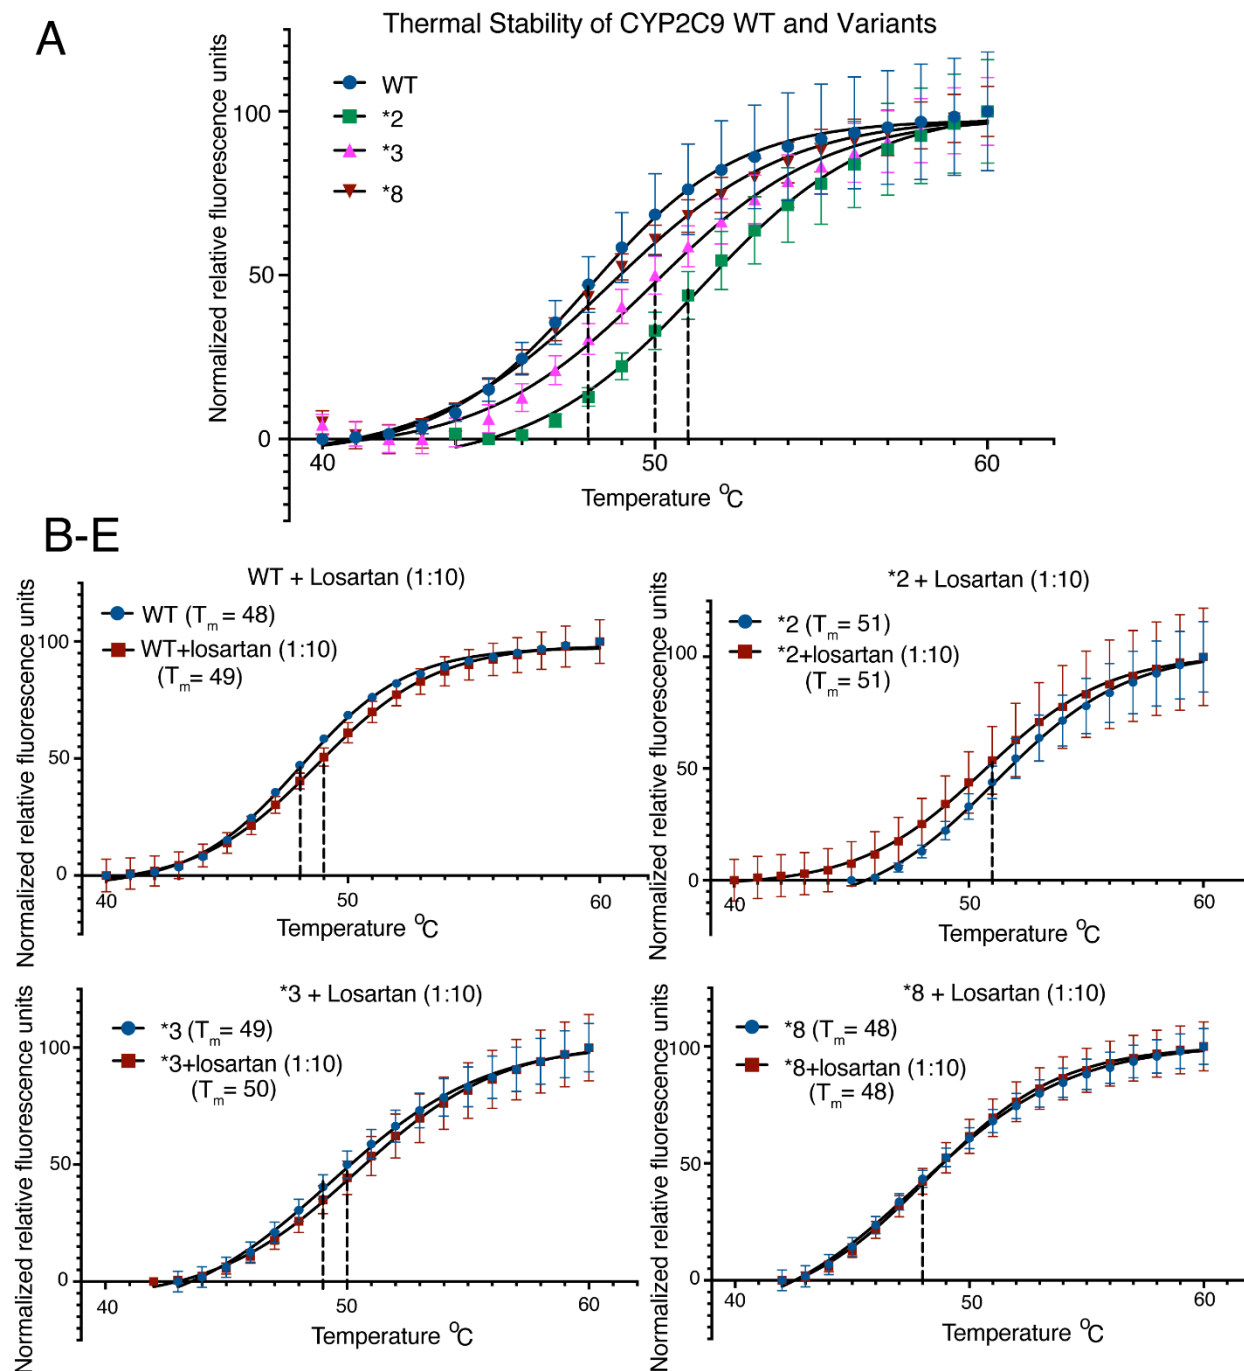 A
Thermal Stability of CYP2C9 WT and Variants
Normalized relative fluorescence units
WT
*2
*3
*8
100
50
0
40
50
60
Temperature °C
B-E
WT + Losartan (1:10)
Normalized relative fluorescence units
WT (Tm = 48)
WT+losartan (1:10)
(Tm = 49)
100
50
0
40
50
60
Temperature °C
*2 + Losartan (1:10)
Normalized relative fluorescence units
*2 (Tm = 51)
*2+losartan (1:10)
(Tm = 51)
100
50
0
40
50
60
Temperature °C
*3 + Losartan (1:10)
Normalized relative fluorescence units
*3 (Tm = 49)
*3+losartan (1:10)
(Tm = 50)
100
50
0
40
50
60
Temperature °C
*8 + Losartan (1:10)
Normalized relative fluorescence units
*8 (Tm = 48)
*8+losartan (1:10)
(Tm = 48)
100
50
0
40
50
60
Temperature °C